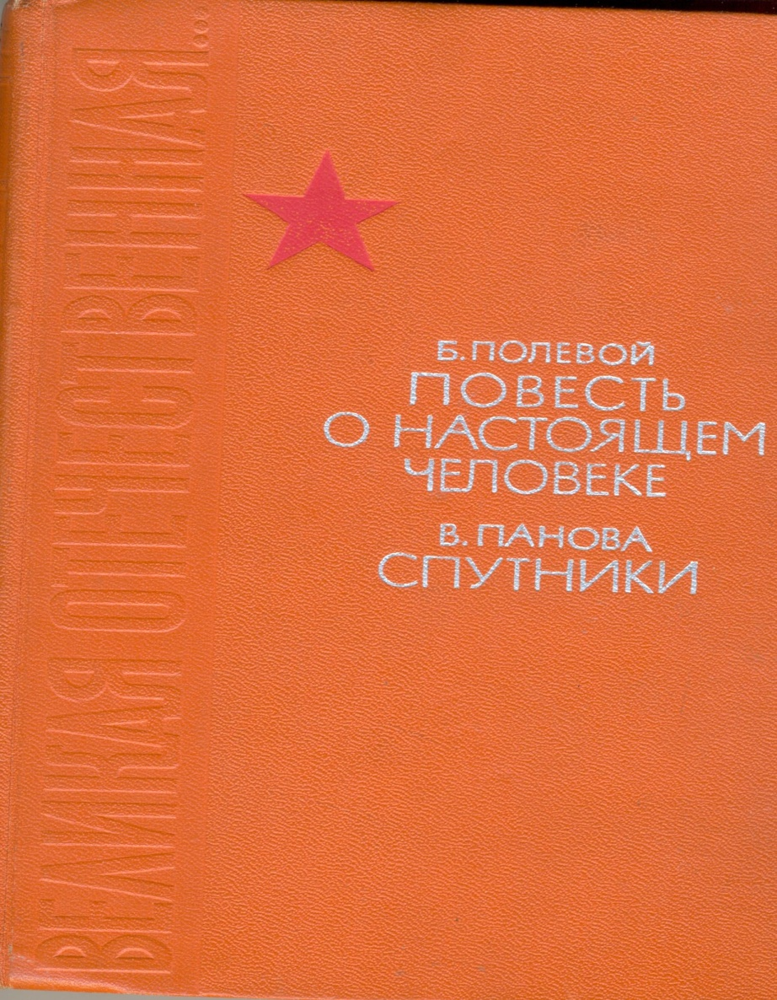 ВЕЛИКАЯ ОТЕЧЕСТВЕННАЯ...
Б. ПОЛЕВОЙ
ПОВЕСТЬ
О НАСТОЯЩЕМ
ЧЕЛОВЕКЕ
В. ПАНОВА
СПУТНИКИ